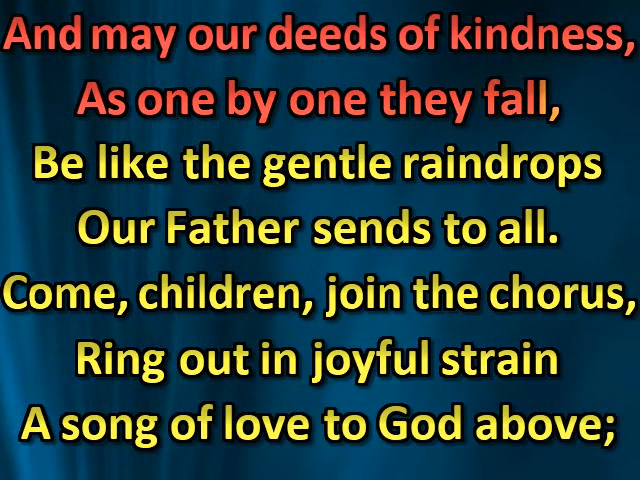 And may our deeds of kindness,
As one by one they fall,
Be like the gentle raindrops
Our Father sends to all.
Come, children, join the chorus,
Ring out in joyful strain
A song of love to God above;